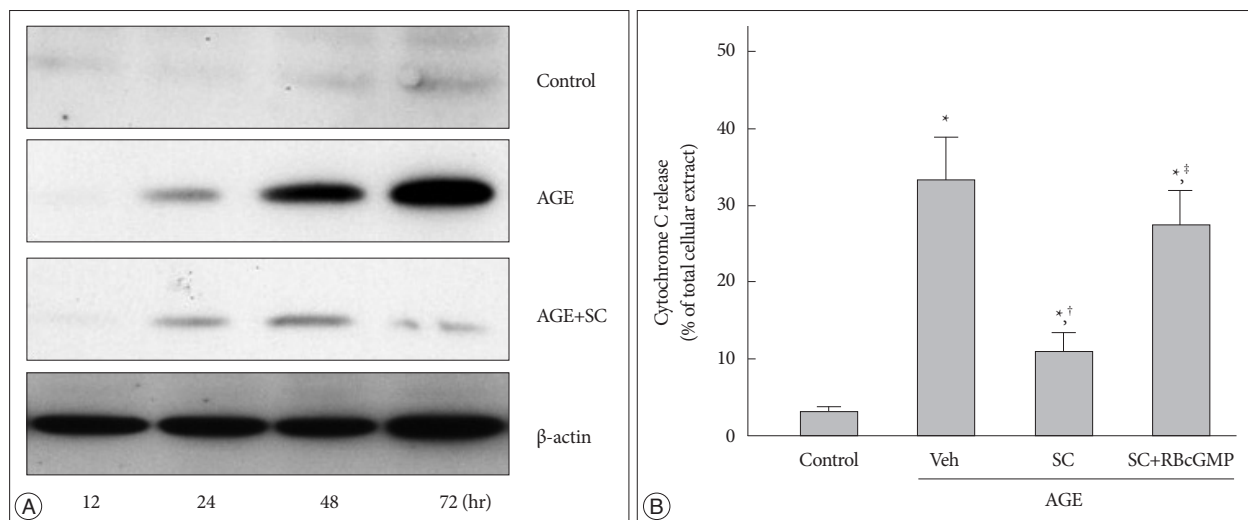 Control
AGE
AGE+SC
β-actin
12 24 48 72 (hr)
A
50
40
30
20
10
0
Cytochrome C release
(% of total cellular extract)
*
*,†
*,‡
Control Veh SC SC+RBcGMP
AGE
B